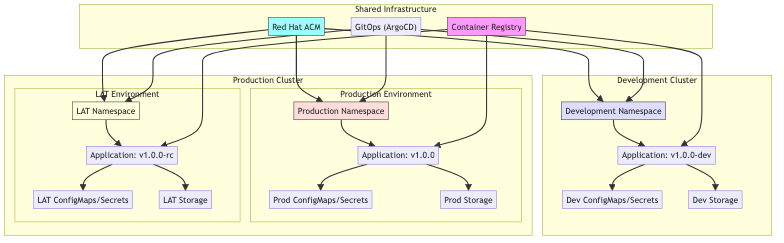 Shared Infrastructure
Red Hat ACM
GitOps (ArgoCD)
Container Registry
Production Cluster
LAT Environment
LAT Namespace
Application: v1.0.0-rc
LAT ConfigMaps/Secrets
LAT Storage
Production Environment
Production Namespace
Application: v1.0.0
Prod ConfigMaps/Secrets
Prod Storage
Development Cluster
Development Namespace
Application: v1.0.0-dev
Dev ConfigMaps/Secrets
Dev Storage